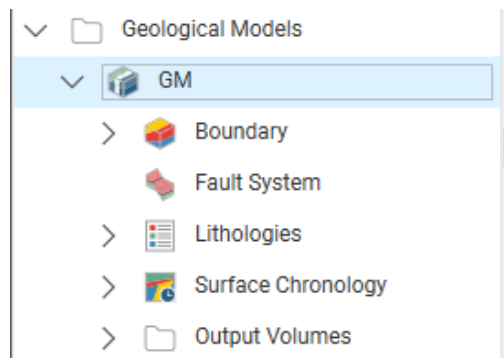 Geological Models
GM
Boundary
Fault System
Lithologies
Surface Chronology
Output Volumes